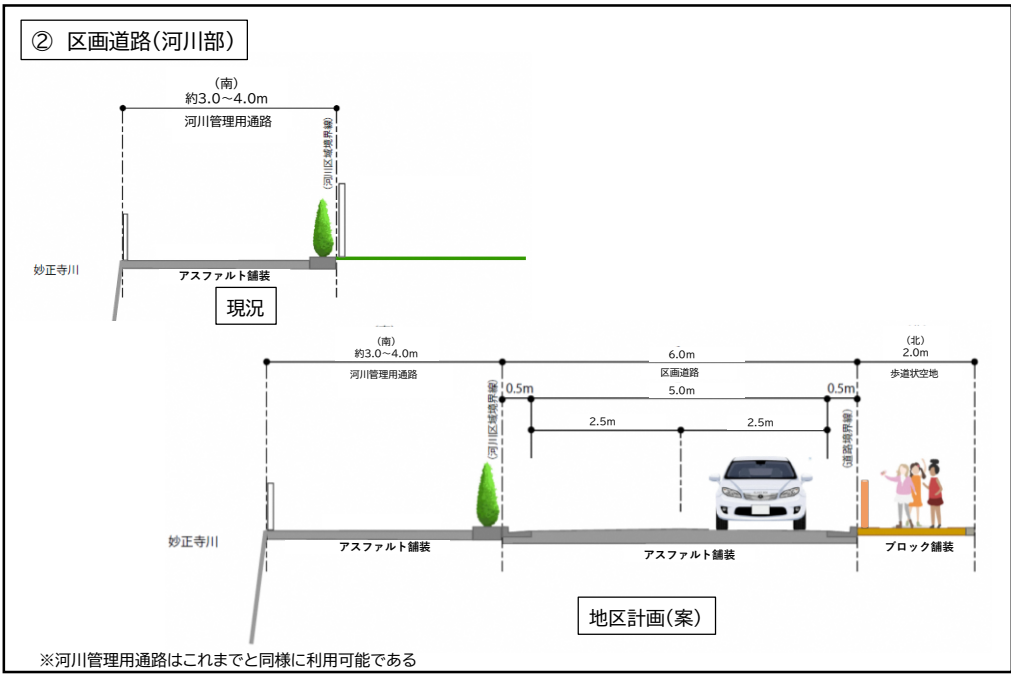 ② 区画道路(河川部)
(南)
約3.0～4.0m
河川管理用通路
(河川区域境界線)
妙正寺川
アスファルト舗装
現況
(南)
約3.0～4.0m
河川管理用通路
(河川区域境界線)
6.0m
区画道路
0.5m
5.0m
0.5m
2.5m
2.5m
(道路境界線)
(北)
2.0m
歩道状空地
妙正寺川
アスファルト舗装
アスファルト舗装
ブロック舗装
地区計画(案)
※河川管理用通路はこれまでと同様に利用可能である